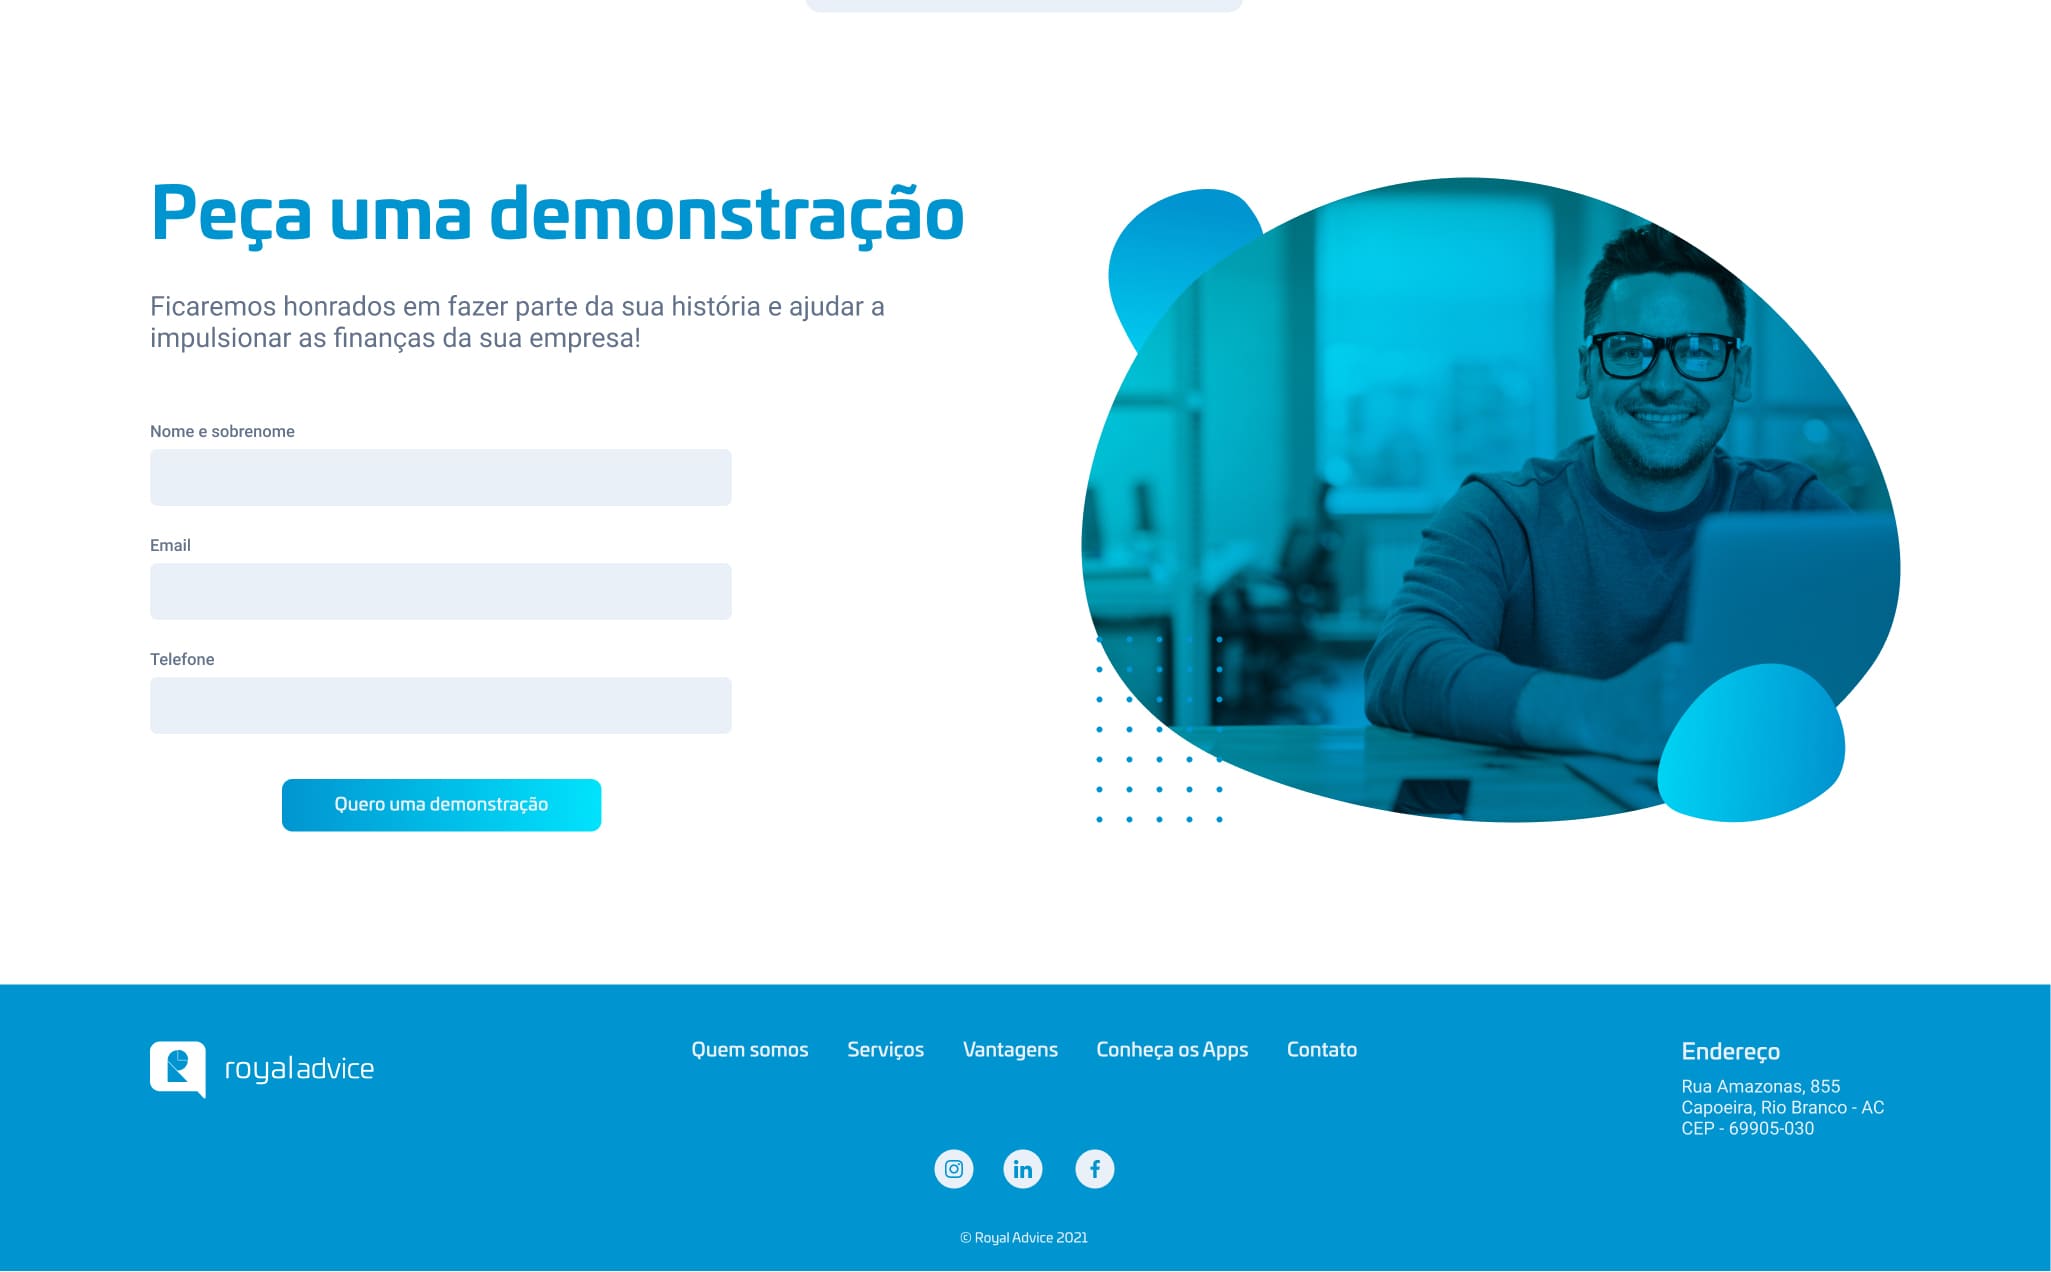 Peça uma demonstração
Ficaremos honrados em fazer parte da sua história e ajudar a
impulsionar as finanças da sua empresa!
Nome e sobrenome
Email
Telefone
Quero uma demonstração
royaladvice
Quem somos
Serviços
Vantagens
Conheça os Apps
Contato
Endereço
Rua Amazonas, 855
Capoeira, Rio Branco - AC
CEP - 69905-030
in
f
© Royal Advice 2021